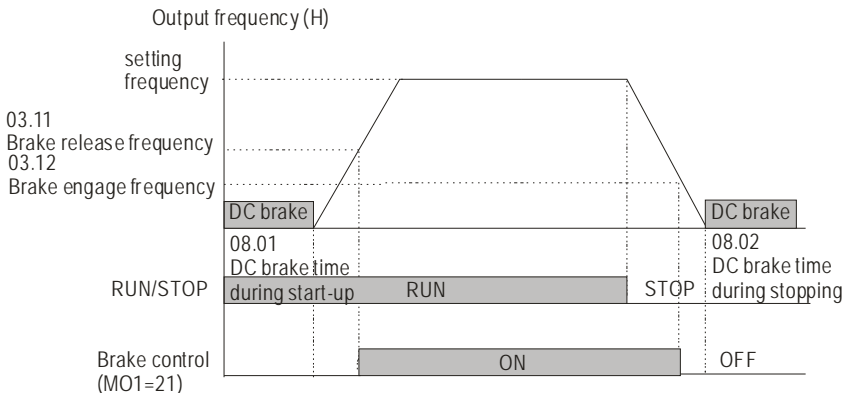 Output frequency (H)
setting
frequency
03.11
Brake release frequency
03.12
Brake engage frequency
DC brake
DC brake
08.01
DC brake time
during start-up
08.02
DC brake time
during stopping
RUN/STOP
RUN
STOP
Brake control
(MO1=21)
ON
OFF